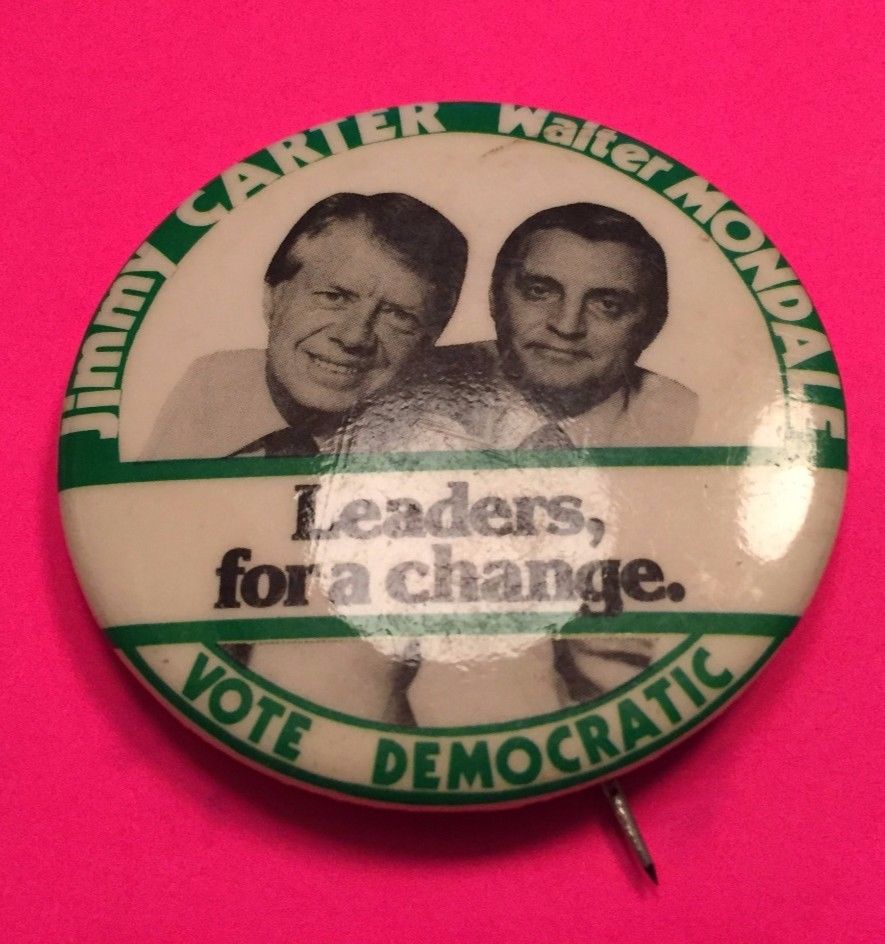 Jimmy CARTER Walter MONDALE
Leaders,
for a change.
VOTE DEMOCRATIC